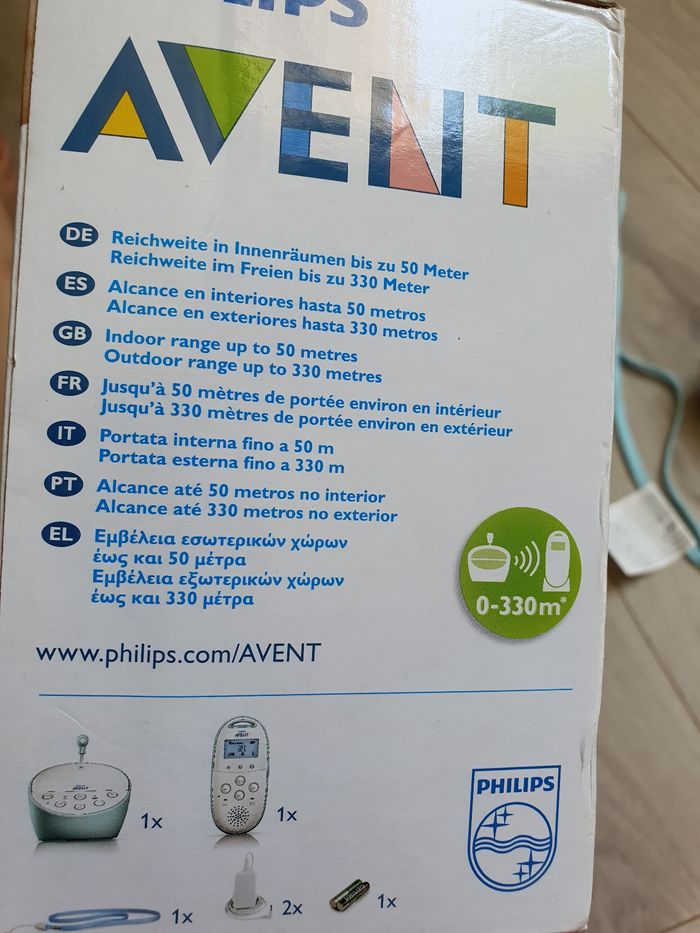 PHILIPS
AVENT
DE Reichweite in Innenräumen bis zu 50 Meter
Reichweite im Freien bis zu 330 Meter
ES Alcance en interiores hasta 50 metros
Alcance en exteriores hasta 330 metros
GB Indoor range up to 50 metres
Outdoor range up to 330 metres
FR Jusqu'à 50 mètres de portée environ en intérieur
Jusqu'à 330 mètres de portée environ en extérieur
IT Portata interna fino a 50 m
Portata esterna fino a 330 m
PT Alcance até 50 metros no interior
Alcance até 330 metros no exterior
EL Εμβέλεια εσωτερικών χώρων
έως και 50 μέτρα
Εμβέλεια εξωτερικών χώρων
έως και 330 μέτρα
0-330m*
www.philips.com/AVENT
AVENT
AVENT
1x
1x
PHILIPS
1x
2x
1x